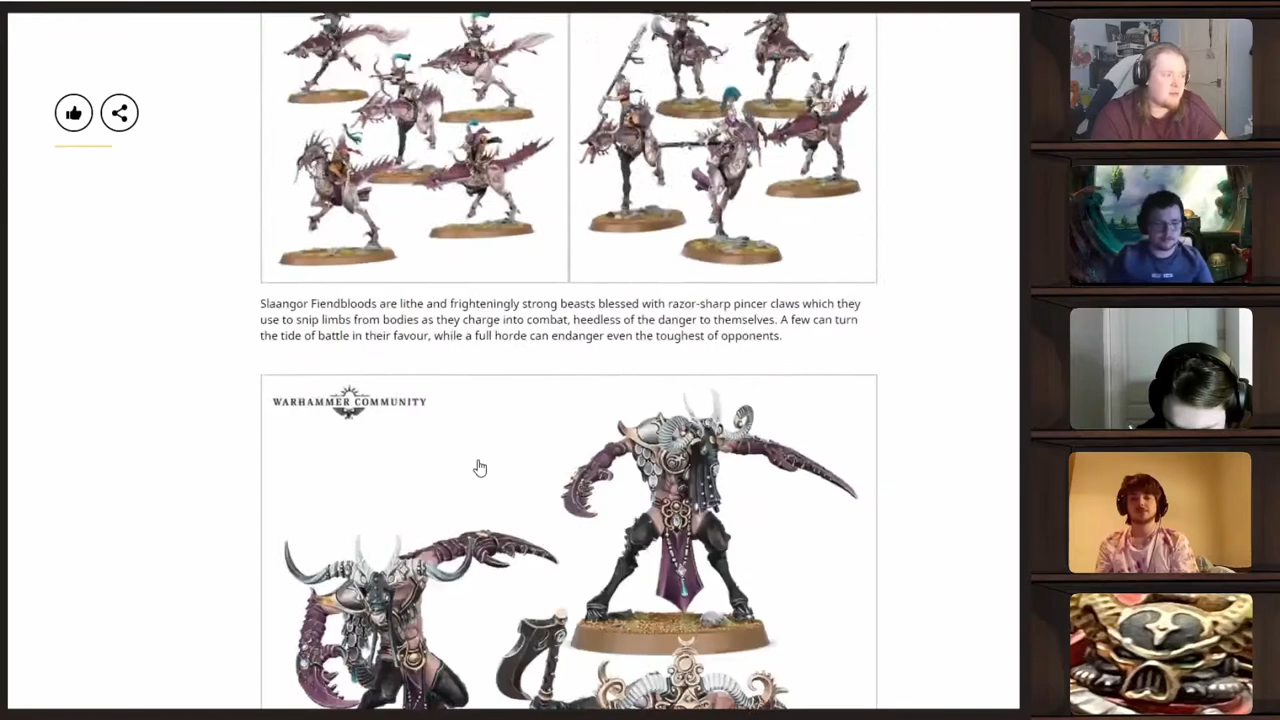 Slaangor Fiendbloods are lithe and frighteningly strong beasts blessed with razor-sharp pincer claws which they
use to snip limbs from bodies as they charge into combat, heedless of the danger to themselves. A few can turn
the tide of battle in their favour, while a full horde can endanger even the toughest of opponents.
WARHAMMER COMMUNITY